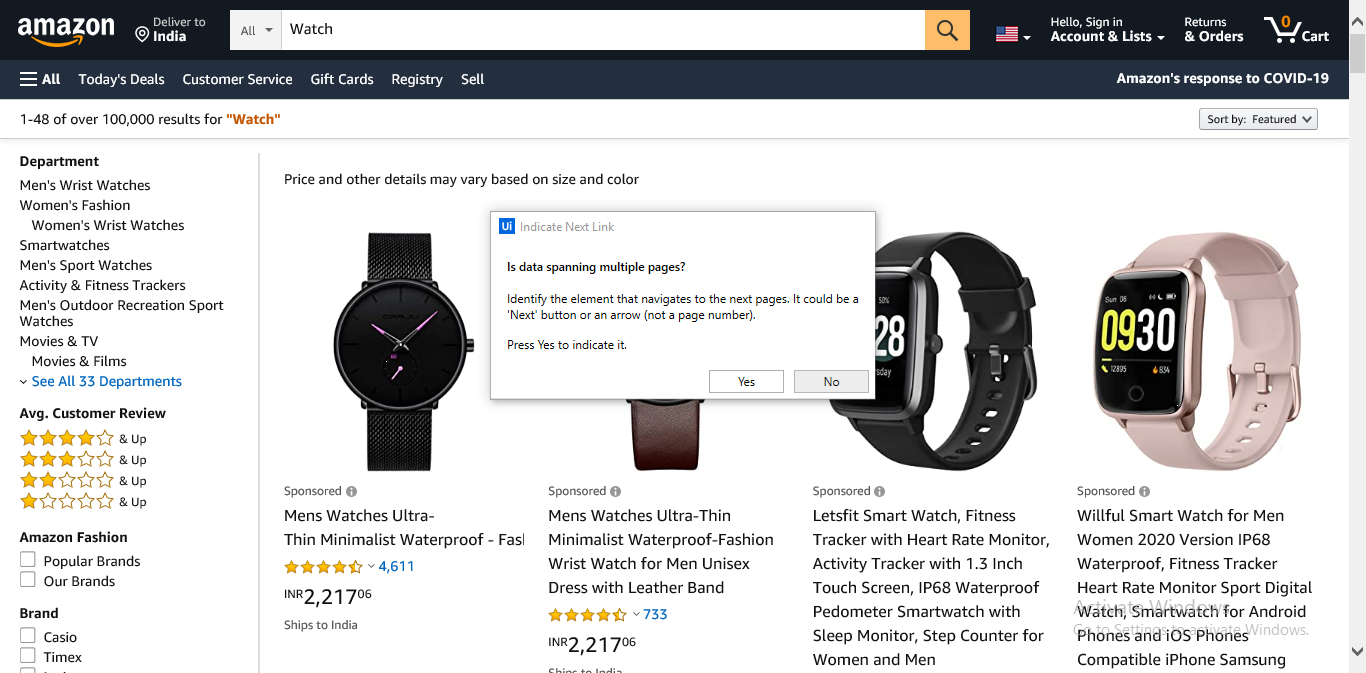 amazon
Deliver to
India
All
Watch
Hello, Sign in
Account & Lists
Returns
& Orders
0
Cart
All
Today's Deals
Customer Service
Gift Cards
Registry
Sell
Amazon's response to COVID-19
1-48 of over 100,000 results for "Watch"
Sort by: Featured
Department
Men's Wrist Watches
Women's Fashion
Women's Wrist Watches
Smartwatches
Men's Sport Watches
Activity & Fitness Trackers
Men's Outdoor Recreation Sport
Watches
Movies & TV
Movies & Films
See All 33 Departments
Avg. Customer Review
& Up
& Up
& Up
& Up
Amazon Fashion
Popular Brands
Our Brands
Brand
Casio
Timex
Price and other details may vary based on size and color
Ui Indicate Next Link
Is data spanning multiple pages?
Identify the element that navigates to the next pages. It could be a
'Next' button or an arrow (not a page number).
Press Yes to indicate it.
Yes
No
CRRJU
60
50%
28
Sun 06
09:30
12895
834
Sponsored
Mens Watches Ultra-
Thin Minimalist Waterproof - Fasl
4,611
INR2,21706
Ships to India
Sponsored
Mens Watches Ultra-Thin
Minimalist Waterproof-Fashion
Wrist Watch for Men Unisex
Dress with Leather Band
733
INR2,21706
Ships to India
Sponsored
Letsfit Smart Watch, Fitness
Tracker with Heart Rate Monitor,
Activity Tracker with 1.3 Inch
Touch Screen, IP68 Waterproof
Pedometer Smartwatch with
Sleep Monitor, Step Counter for
Women and Men
Sponsored
Willful Smart Watch for Men
Women 2020 Version IP68
Waterproof, Fitness Tracker
Heart Rate Monitor Sport Digital
Watch, Smartwatch for Android
Phones and iOS Phones
Compatible iPhone Samsung
Activate Windows
Go to Settings to activate Windows.